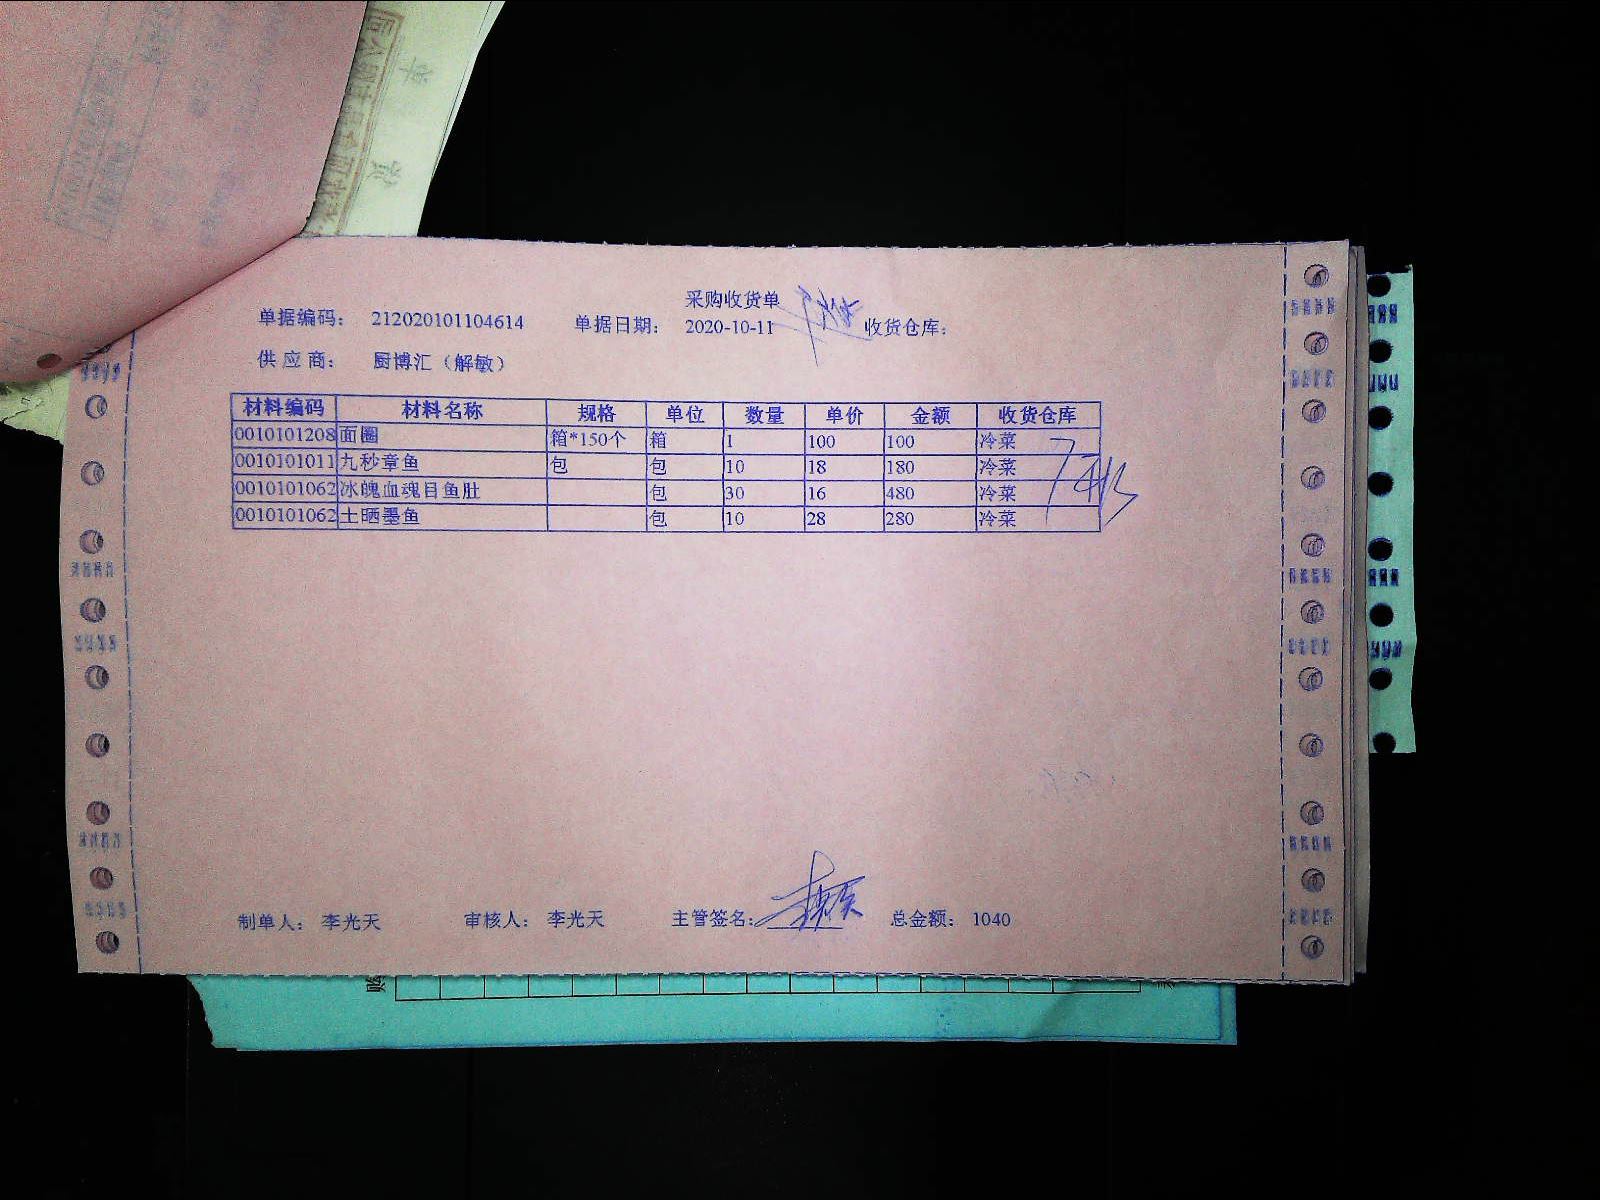 采购收货单
单据编码： 212020101104614 单据日期： 2020-10-11 收货仓库：
供 应 商： 厨博汇（解敏）
材料编码 材料名称 规格 单位 数量 单价 金额 收货仓库
0010101208 面圈 箱*150个 箱 1 100 100 冷菜
0010101011 九秒章鱼 包 包 10 18 180 冷菜
0010101062 冰魄血魂目鱼肚 包 30 16 480 冷菜
0010101062 土晒墨鱼 包 10 28 280 冷菜
制单人： 李光天 审核人： 李光天 主管签名： 总金额： 1040